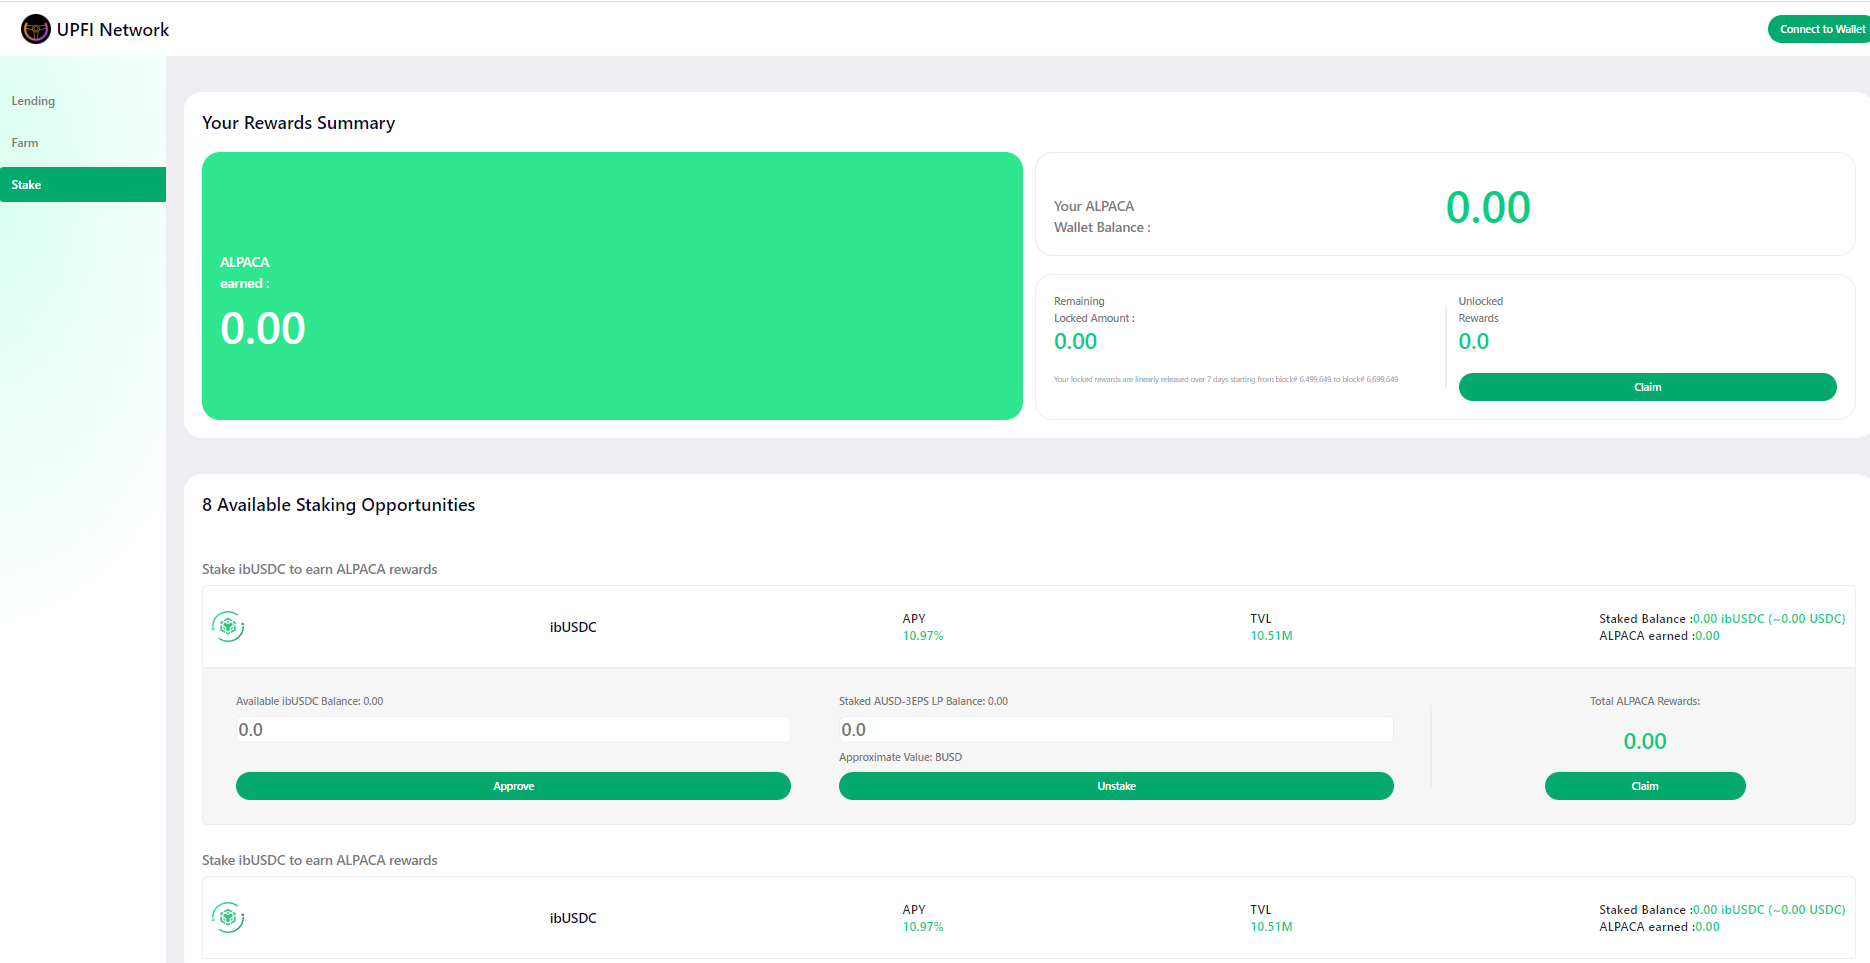 UPFI Network
Connect to Wallet
Lending
Farm
Stake
Your Rewards Summary
ALPACA
earned :
0.00
Your ALPACA
Wallet Balance :
0.00
Remaining
Locked Amount :
0.00
Your locked rewards are linearly released over 7 days starting from block# 6,499,649 to block# 6,699,649
Unlocked
Rewards
0.0
Claim
8 Available Staking Opportunities
Stake ibUSDC to earn ALPACA rewards
ibUSDC
APY
10.97%
TVL
10.51M
Staked Balance :0.00 ibUSDC (~0.00 USDC)
ALPACA earned :0.00
Available ibUSDC Balance: 0.00
0.0
Approve
Staked AUSD-3EPS LP Balance: 0.00
0.0
Approximate Value: BUSD
Unstake
Total ALPACA Rewards:
0.00
Claim
Stake ibUSDC to earn ALPACA rewards
ibUSDC
APY
10.97%
TVL
10.51M
Staked Balance :0.00 ibUSDC (~0.00 USDC)
ALPACA earned :0.00